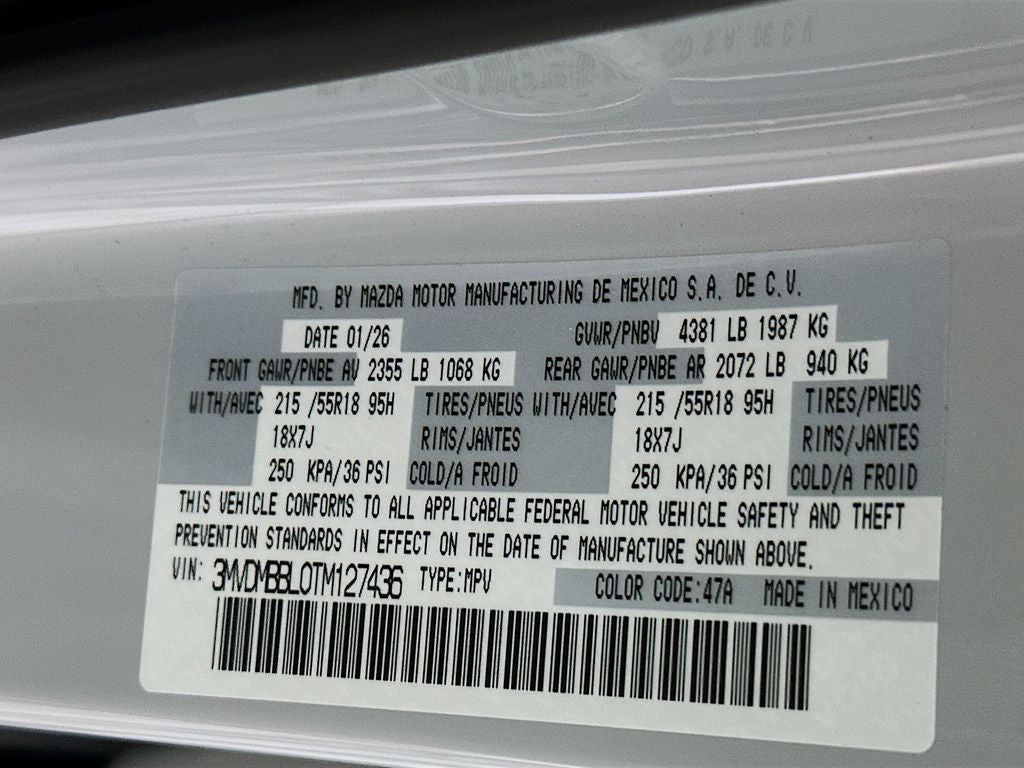 MFD. BY MAZDA MOTOR MANUFACTURING DE MEXICO S.A. DE C.V.
DATE 01/26 GVWR/PNBV 4381 LB 1987 KG
FRONT GAWR/PNBE AV 2355 LB 1068 KG REAR GAWR/PNBE AR 2072 LB 940 KG
WITH/AVEC 215 /55R18 95H TIRES/PNEUS WITH/AVEC 215 /55R18 95H TIRES/PNEUS
18X7J RIMS/JANTES 18X7J RIMS/JANTES
250 KPA/36 PSI COLD/A FROID 250 KPA/36 PSI COLD/A FROID
THIS VEHICLE CONFORMS TO ALL APPLICABLE FEDERAL MOTOR VEHICLE SAFETY AND THEFT
PREVENTION STANDARDS IN EFFECT ON THE DATE OF MANUFACTURE SHOWN ABOVE.
VIN: 3MVDMBBL0TM127436 TYPE:MPV COLOR CODE:47A MADE IN MEXICO